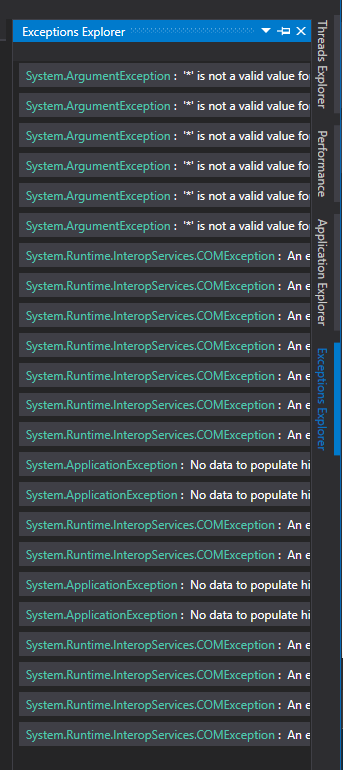 Exceptions Explorer
System.ArgumentException : '*' is not a valid value fo
System.ArgumentException : '*' is not a valid value fo
System.ArgumentException : '*' is not a valid value fo
System.ArgumentException : '*' is not a valid value fo
System.ArgumentException : '*' is not a valid value fo
System.ArgumentException : '*' is not a valid value fo
System.Runtime.InteropServices.COMException : An e
System.Runtime.InteropServices.COMException : An e
System.Runtime.InteropServices.COMException : An e
System.Runtime.InteropServices.COMException : An e
System.Runtime.InteropServices.COMException : An e
System.Runtime.InteropServices.COMException : An e
System.Runtime.InteropServices.COMException : An e
System.ApplicationException : No data to populate hi
System.ApplicationException : No data to populate hi
System.Runtime.InteropServices.COMException : An e
System.Runtime.InteropServices.COMException : An e
System.ApplicationException : No data to populate hi
System.ApplicationException : No data to populate hi
System.Runtime.InteropServices.COMException : An e
System.Runtime.InteropServices.COMException : An e
System.Runtime.InteropServices.COMException : An e
System.Runtime.InteropServices.COMException : An e
Threads Explorer
Performance
Application Explorer
Exceptions Explorer